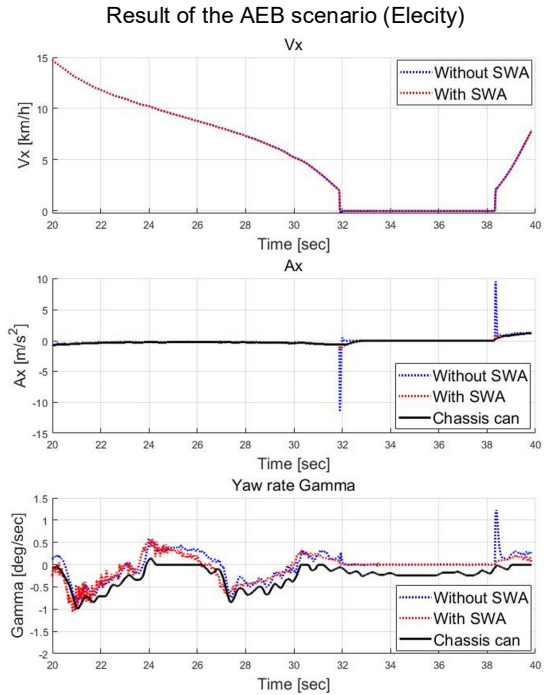 Result of the AEB scenario (Elecity)
Vx
Vx [km/h]
15
10
5
0
Without SWA
With SWA
20 22 24 26 28 30 32 34 36 38 40
Time [sec]
Ax
Ax [m/s²]
10
5
0
-5
-10
-15
Without SWA
With SWA
Chassis can
20 22 24 26 28 30 32 34 36 38 40
Time [sec]
Yaw rate Gamma
Gamma [deg/sec]
1.5
1
0.5
0
-0.5
-1
-1.5
-2
Without SWA
With SWA
Chassis can
20 22 24 26 28 30 32 34 36 38 40
Time [sec]